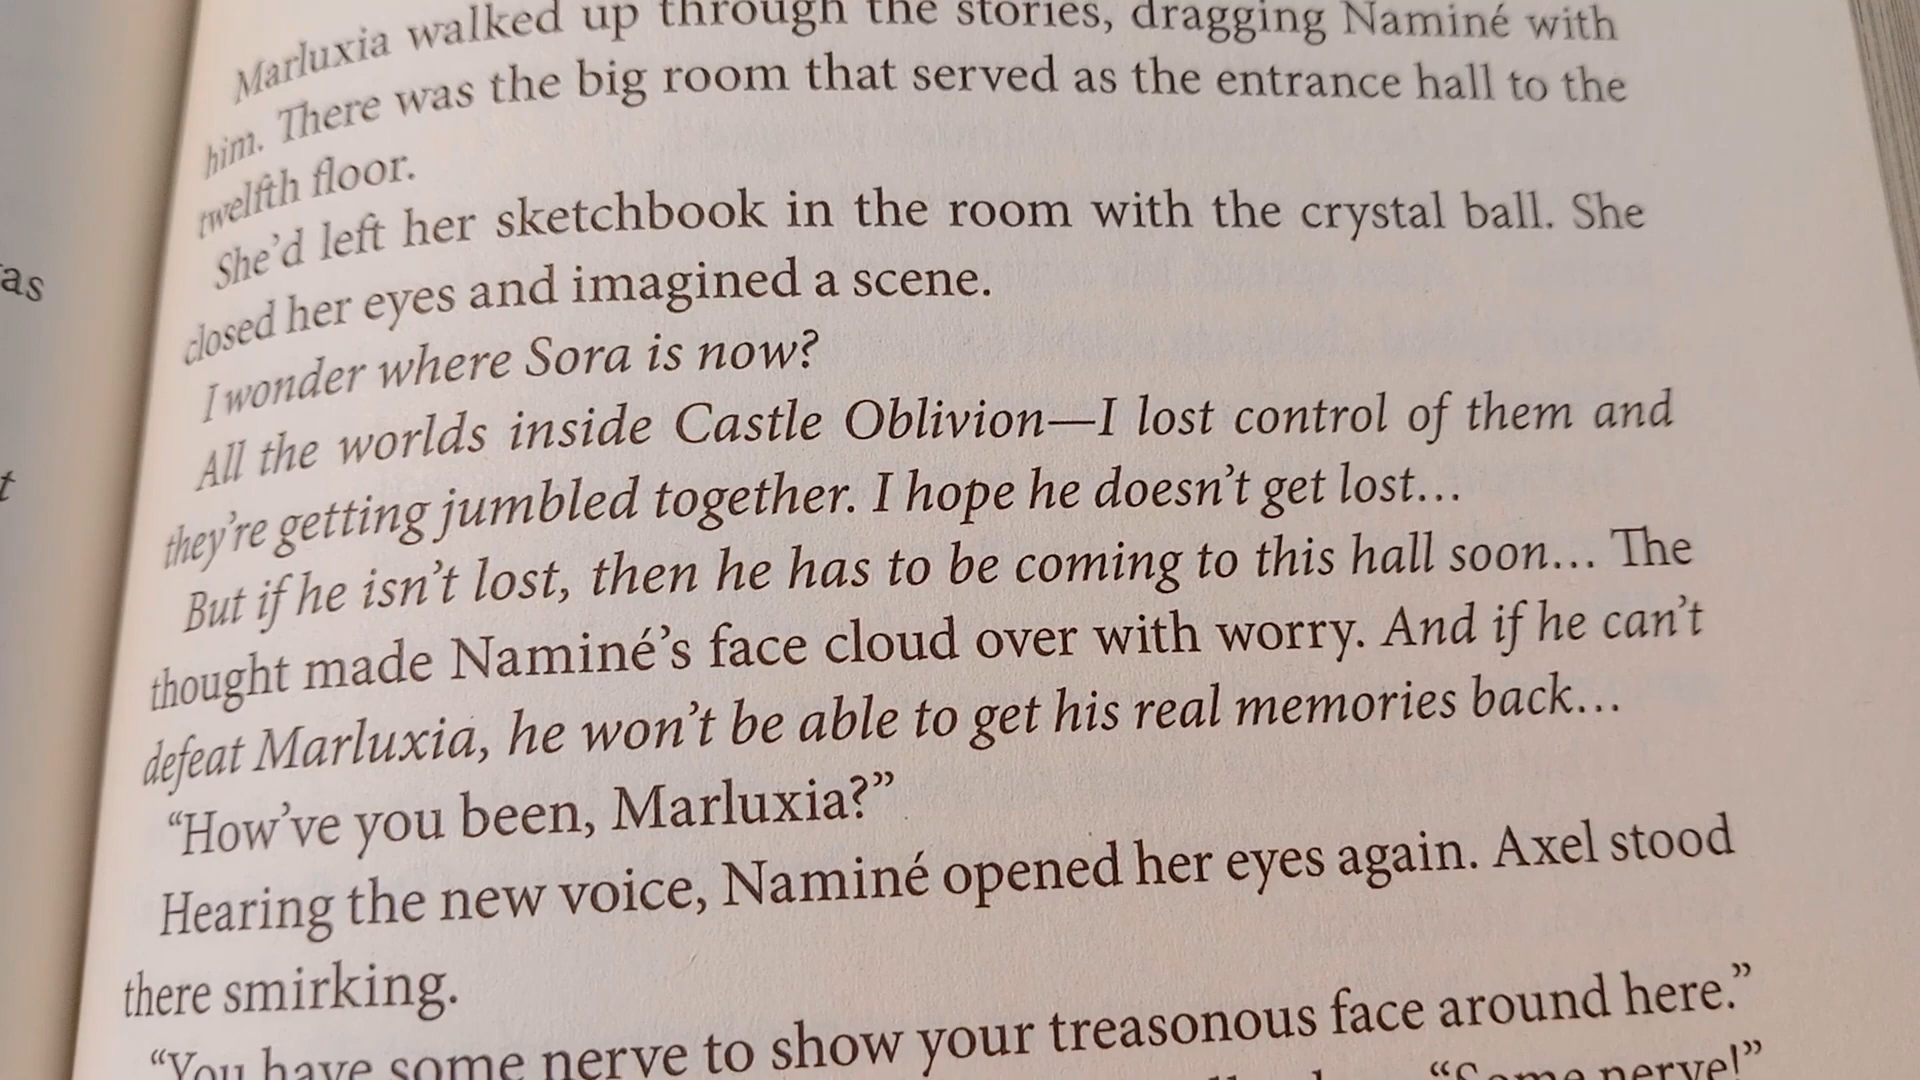 Marluxia walked up through the stories, dragging Naminé with
him. There was the big room that served as the entrance hall to the
twelfth floor.
She’d left her sketchbook in the room with the crystal ball. She
closed her eyes and imagined a scene.
I wonder where Sora is now?
All the worlds inside Castle Oblivion—I lost control of them and
they’re getting jumbled together. I hope he doesn’t get lost…
But if he isn’t lost, then he has to be coming to this hall soon… The
thought made Naminé’s face cloud over with worry. And if he can’t
defeat Marluxia, he won’t be able to get his real memories back…
“How’ve you been, Marluxia?”
Hearing the new voice, Naminé opened her eyes again. Axel stood
there smirking.
“You have some nerve to show your treasonous face around here.”
“Some nerve!”